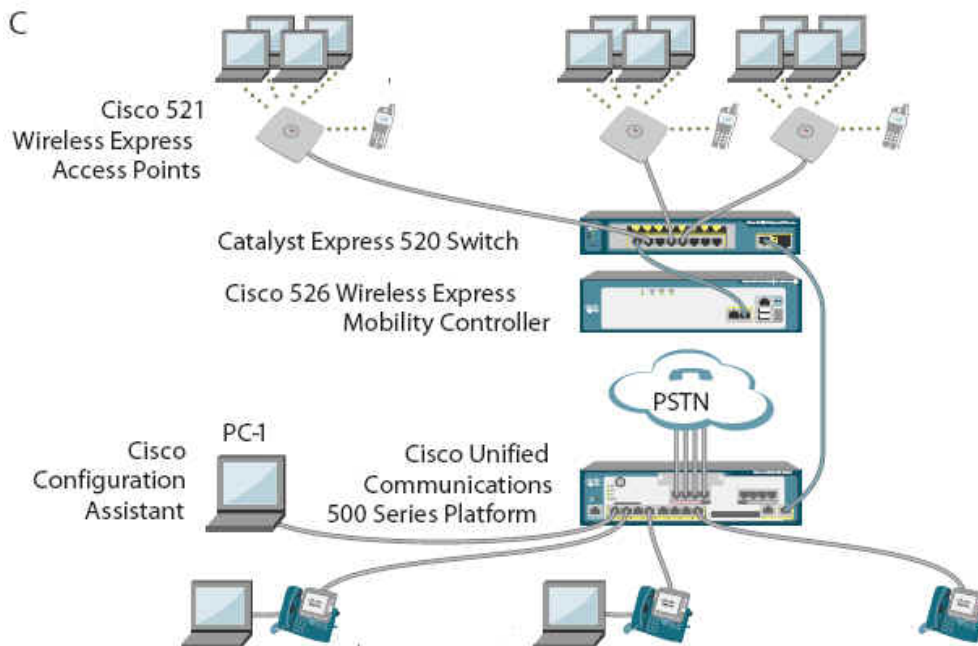 C
Cisco 521
Wireless Express
Access Points
Catalyst Express 520 Switch
Cisco 526 Wireless Express
Mobility Controller
PSTN
PC-1
Cisco
Configuration
Assistant
Cisco Unified
Communications
500 Series Platform